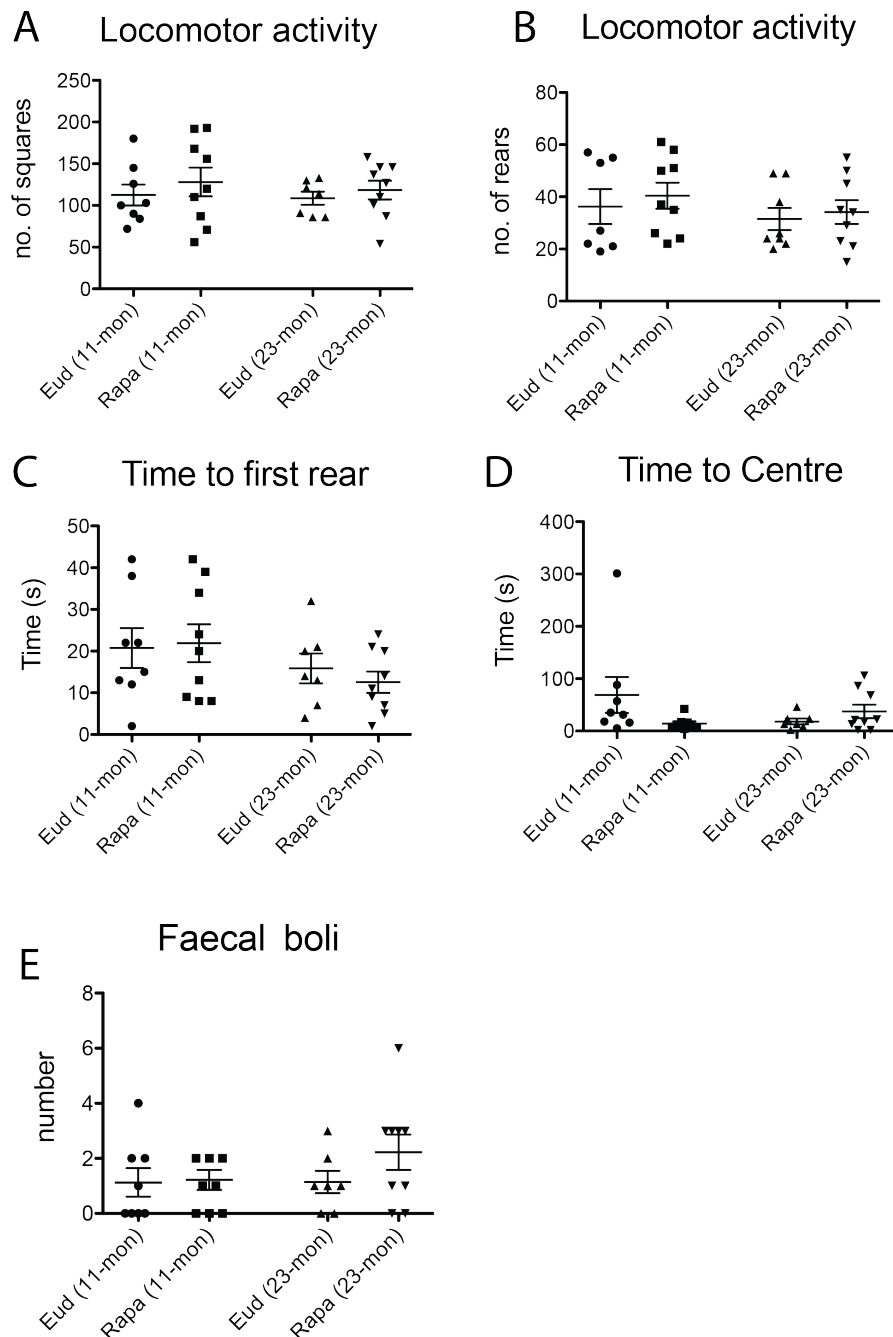 A
Locomotor activity
no. of squares
250
200
150
100
50
0
Eud (11-mon)
Rapa (11-mon)
Eud (23-mon)
Rapa (23-mon)
B
Locomotor activity
no. of rears
80
60
40
20
0
Eud (11-mon)
Rapa (11-mon)
Eud (23-mon)
Rapa (23-mon)
C
Time to first rear
Time (s)
50
40
30
20
10
0
Eud (11-mon)
Rapa (11-mon)
Eud (23-mon)
Rapa (23-mon)
D
Time to Centre
Time (s)
400
300
200
100
0
Eud (11-mon)
Rapa (11-mon)
Eud (23-mon)
Rapa (23-mon)
E
Faecal boli
number
8
6
4
2
0
Eud (11-mon)
Rapa (11-mon)
Eud (23-mon)
Rapa (23-mon)